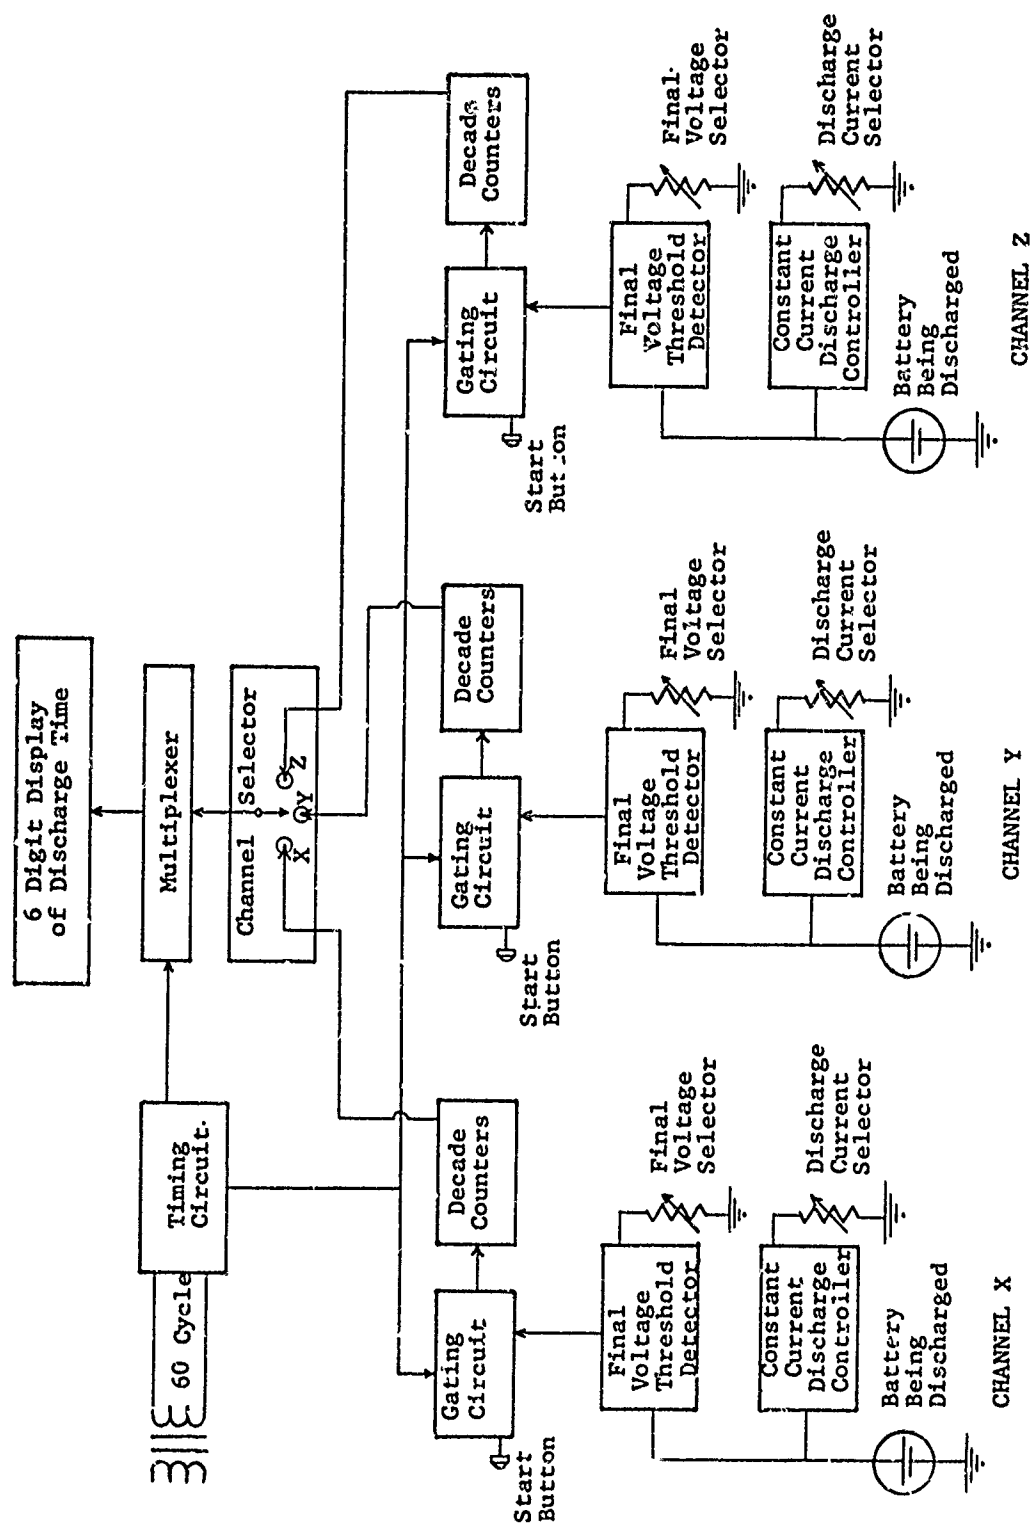 6 Digit Display
of Discharge Time
Multiplexer
Channel Selector
X
Y
Z
60 Cycle
Timing
Circuit
Start
Button
Gating
Circuit
Decade
Counters
Final
Voltage
Threshold
Detector
Final
Voltage
Selector
Constant
Current
Discharge
Controller
Discharge
Current
Selector
Battery
Being
Discharged
CHANNEL X
Start
Button
Gating
Circuit
Decade
Counters
Final
Voltage
Threshold
Detector
Final
Voltage
Selector
Constant
Current
Discharge
Controller
Discharge
Current
Selector
Battery
Being
Discharged
CHANNEL Y
Start
Button
Gating
Circuit
Decade
Counters
Final
Voltage
Threshold
Detector
Final
Voltage
Selector
Constant
Current
Discharge
Controller
Discharge
Current
Selector
Battery
Being
Discharged
CHANNEL Z